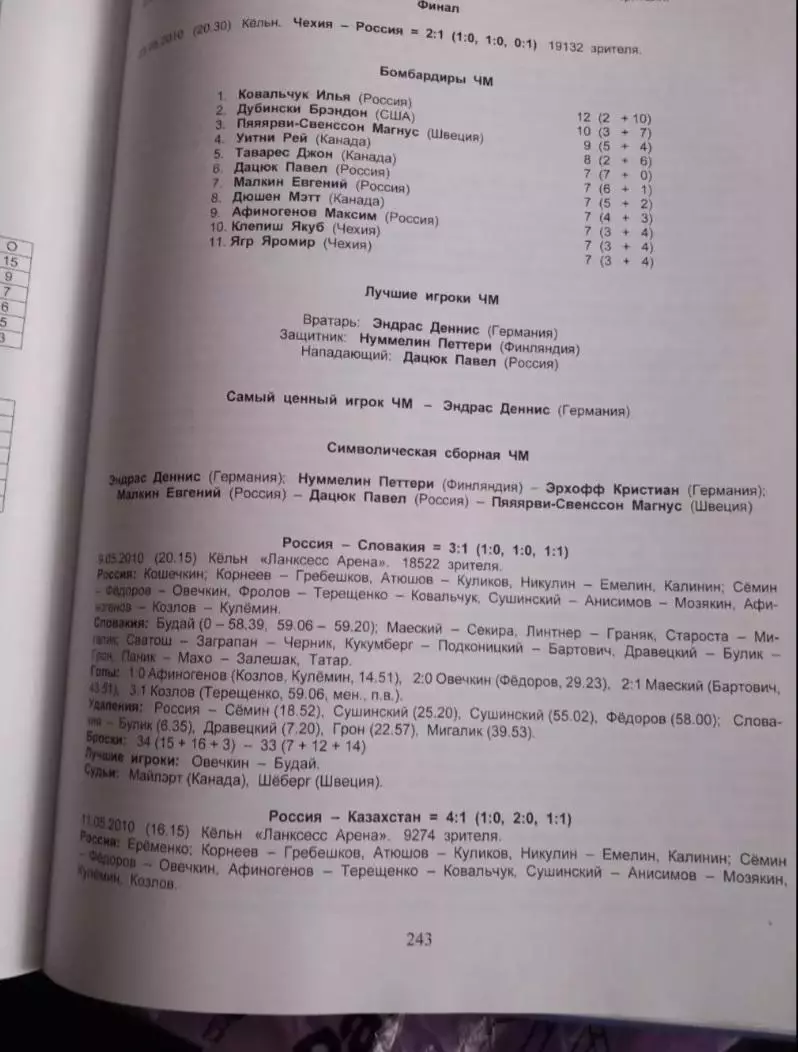 Финал
(20.30) Кёльн. Чехия – Россия = 2:1 (1:0, 1:0, 0:1) 19132 зрителя.
Бомбардиры ЧМ
1. Ковальчук Илья (Россия) 12 (2 + 10)
2. Дубински Брэндон (США) 10 (3 + 7)
3. Пяяярви-Свенссон Магнус (Швеция) 9 (5 + 4)
4. Уитни Рей (Канада) 8 (2 + 6)
5. Таварес Джон (Канада) 7 (7 + 0)
6. Дацюк Павел (Россия) 7 (6 + 1)
7. Малкин Евгений (Россия) 7 (5 + 2)
8. Дюшен Мэтт (Канада) 7 (4 + 3)
9. Афиногенов Максим (Россия) 7 (3 + 4)
10. Клепиш Якуб (Чехия) 7 (3 + 4)
11. Ягр Яромир (Чехия) 7 (3 + 4)
О
15
9
7
6
5
3
Лучшие игроки ЧМ
Вратарь: Эндрас Деннис (Германия)
Защитник: Нуммелин Петтери (Финляндия)
Нападающий: Дацюк Павел (Россия)
Самый ценный игрок ЧМ – Эндрас Деннис (Германия)
Символическая сборная ЧМ
Эндрас Деннис (Германия); Нуммелин Петтери (Финляндия) – Эрхофф Кристиан (Германия);
Малкин Евгений (Россия) – Дацюк Павел (Россия) – Пяяярви-Свенссон Магнус (Швеция)
Россия – Словакия = 3:1 (1:0, 1:0, 1:1)
9.05.2010 (20.15) Кёльн «Ланксесс Арена». 18522 зрителя.
Россия: Кошечкин; Корнеев – Гребешков, Атюшов – Куликов, Никулин – Емелин, Калинин; Сёмин
– Фёдоров – Овечкин, Фролов – Терещенко – Ковальчук, Сушинский – Анисимов – Мозякин, Афи-
ногенов – Козлов – Кулёмин.
Словакия: Будай (0 – 58.39, 59.06 – 59.20); Маеский – Секира, Линтнер – Граняк, Староста – Ми-
галик; Сватош – Заграпан – Черник, Кукумберг – Подконицкий – Бартович, Дравецкий – Булик –
Грон, Паник – Махо – Залешак, Татар.
Голы: 1:0 Афиногенов (Козлов, Кулёмин, 14.51), 2:0 Овечкин (Фёдоров, 29.23), 2:1 Маеский (Бартович,
43.51), 3:1 Козлов (Терещенко, 59.06, мен., п.в.).
Удаления: Россия – Сёмин (18.52), Сушинский (25.20), Сушинский (55.02), Фёдоров (58.00); Слова-
кия – Булик (6.35), Дравецкий (7.20), Грон (22.57), Мигалик (39.53).
Броски: 34 (15 + 16 + 3) – 33 (7 + 12 + 14)
Лучшие игроки: Овечкин – Будай.
Судьи: Майлэрт (Канада), Шёберг (Швеция).
Россия – Казахстан = 4:1 (1:0, 2:0, 1:1)
11.05.2010 (16.15) Кёльн «Ланксесс Арена». 9274 зрителя.
Россия: Ерёменко; Корнеев – Гребешков, Атюшов – Куликов, Никулин – Емелин, Калинин; Сёмин
– Фёдоров – Овечкин, Афиногенов – Терещенко – Ковальчук, Сушинский – Анисимов – Мозякин,
Кулёмин, Козлов.
243